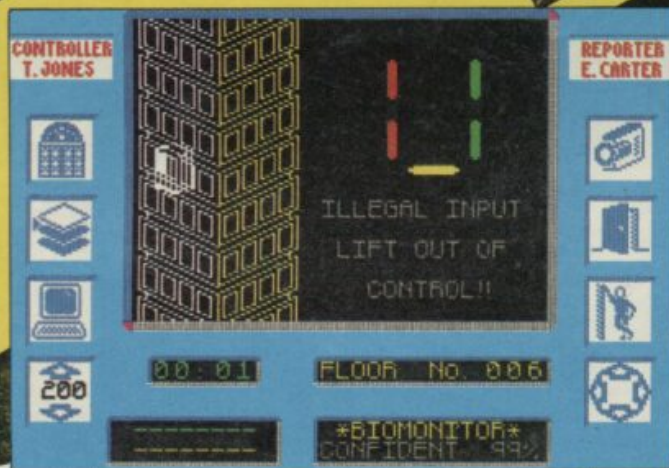 CONTROLLER
T. JONES
REPORTER
E. CARTER
ILLEGAL INPUT
LIFT OUT OF
CONTROL!!
200
00:01
FLOOR No. 006
*BIOMONITOR*
CONFIDENT 99%